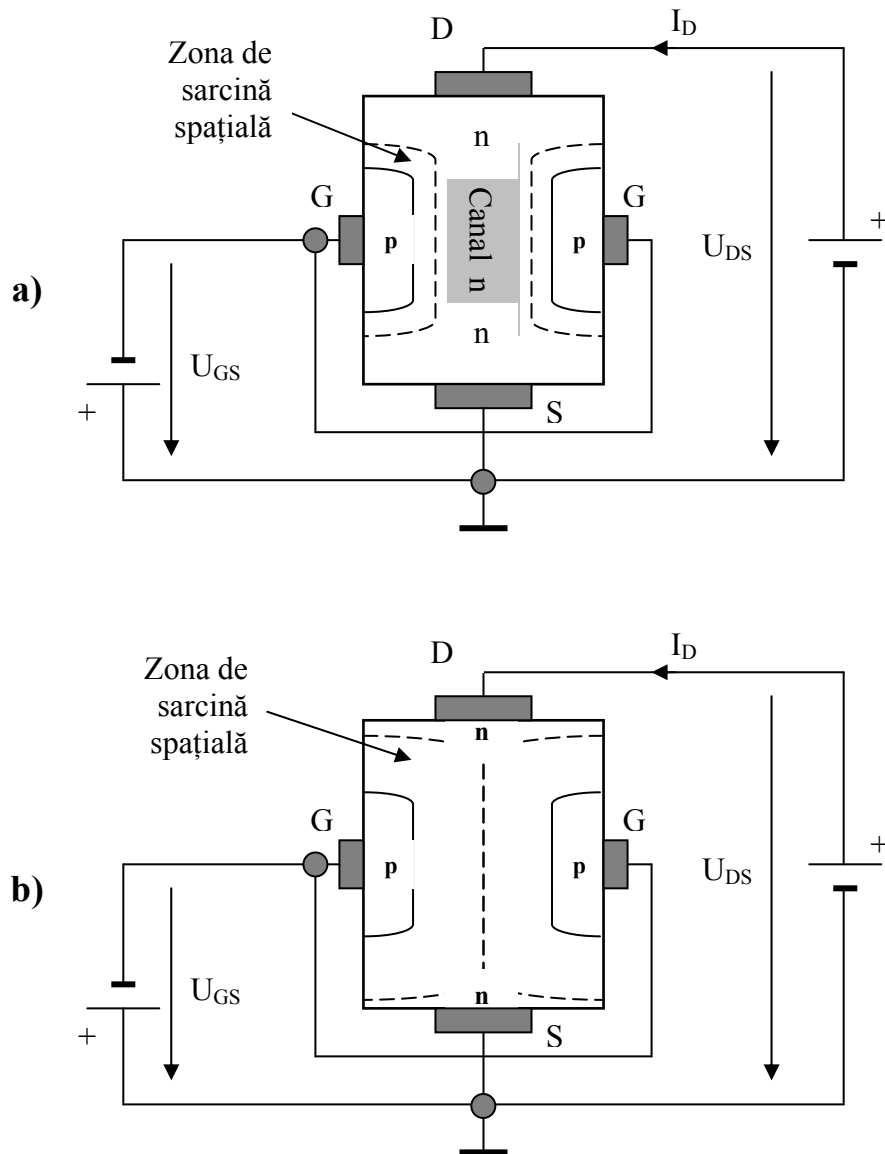 D
I_D
Zona de
sarcină
spațială
n
G
G
Canal n
p
p
+
U_DS
a)
U_GS
n
+
S
D
I_D
Zona de
sarcină
spațială
n
G
G
p
p
+
U_DS
b)
U_GS
n
+
S